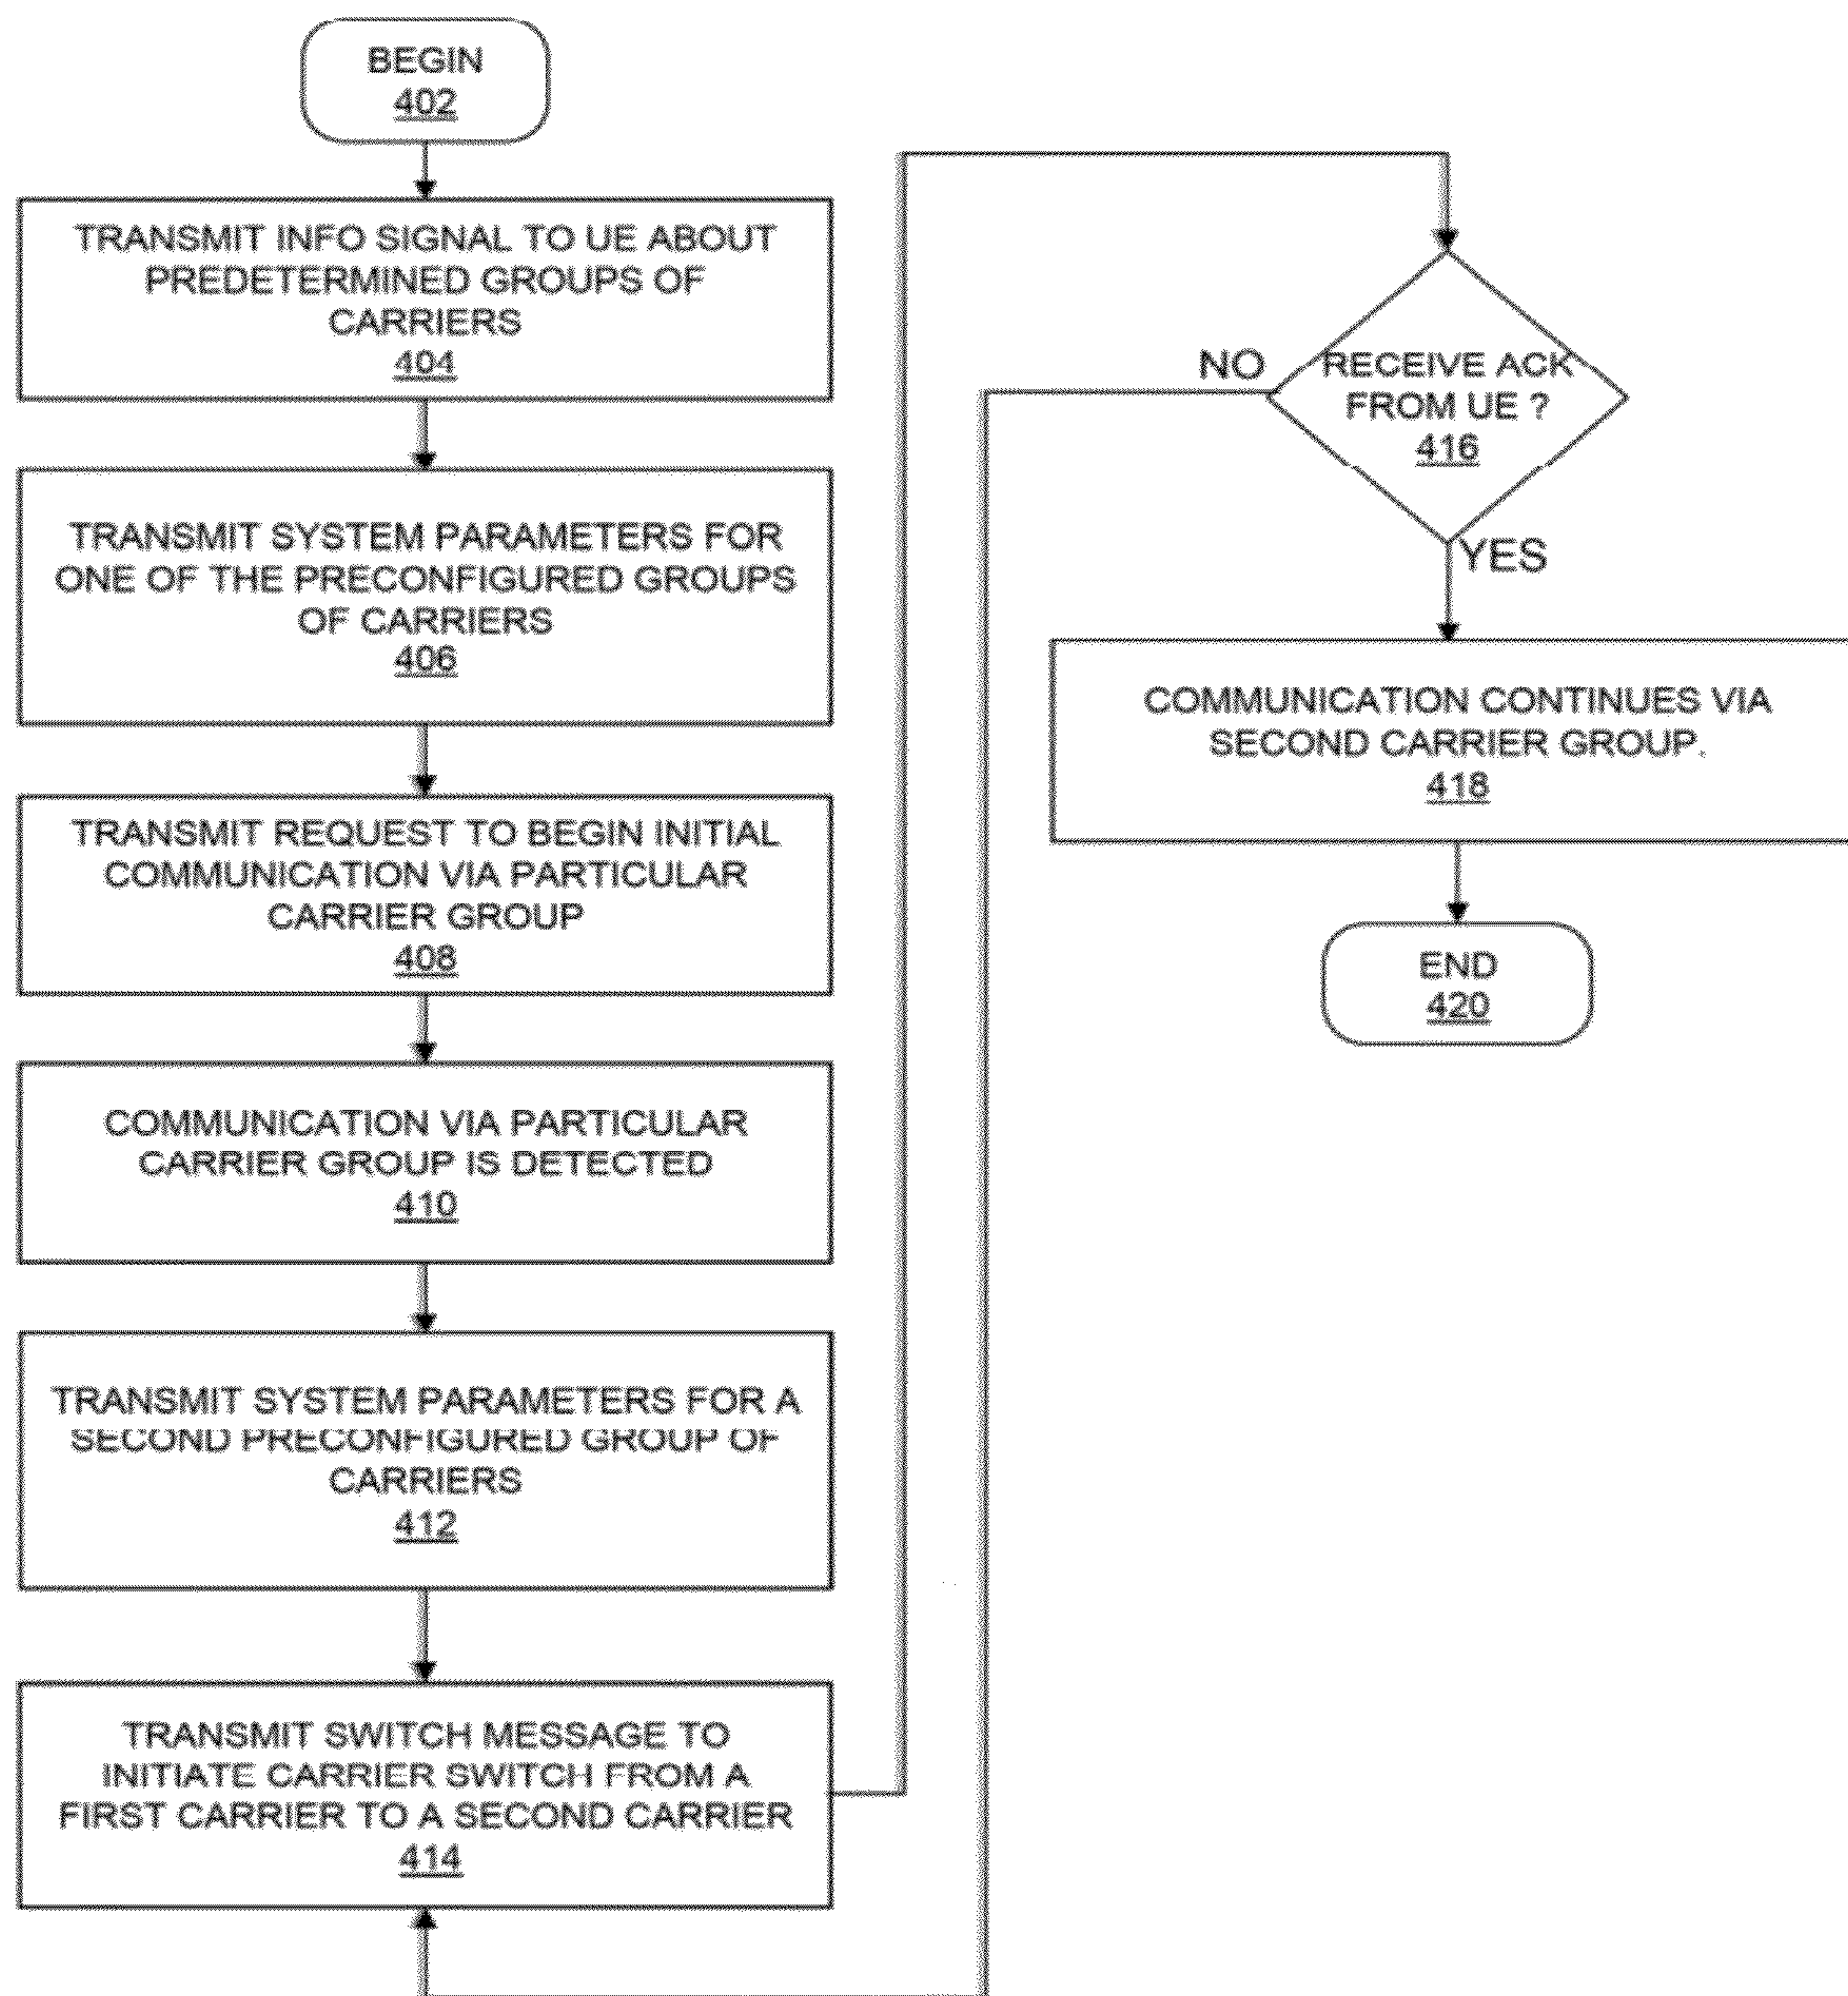 BEGIN
402
TRANSMIT INFO SIGNAL TO UE ABOUT
PREDETERMINED GROUPS OF
CARRIERS
404
TRANSMIT SYSTEM PARAMETERS FOR
ONE OF THE PRECONFIGURED GROUPS
OF CARRIERS
406
TRANSMIT REQUEST TO BEGIN INITIAL
COMMUNICATION VIA PARTICULAR
CARRIER GROUP
408
COMMUNICATION VIA PARTICULAR
CARRIER GROUP IS DETECTED
410
TRANSMIT SYSTEM PARAMETERS FOR A
SECOND PRECONFIGURED GROUP OF
CARRIERS
412
TRANSMIT SWITCH MESSAGE TO
INITIATE CARRIER SWITCH FROM A
FIRST CARRIER TO A SECOND CARRIER
414
NO
RECEIVE ACK
FROM UE ?
416
YES
COMMUNICATION CONTINUES VIA
SECOND CARRIER GROUP.
418
END
420